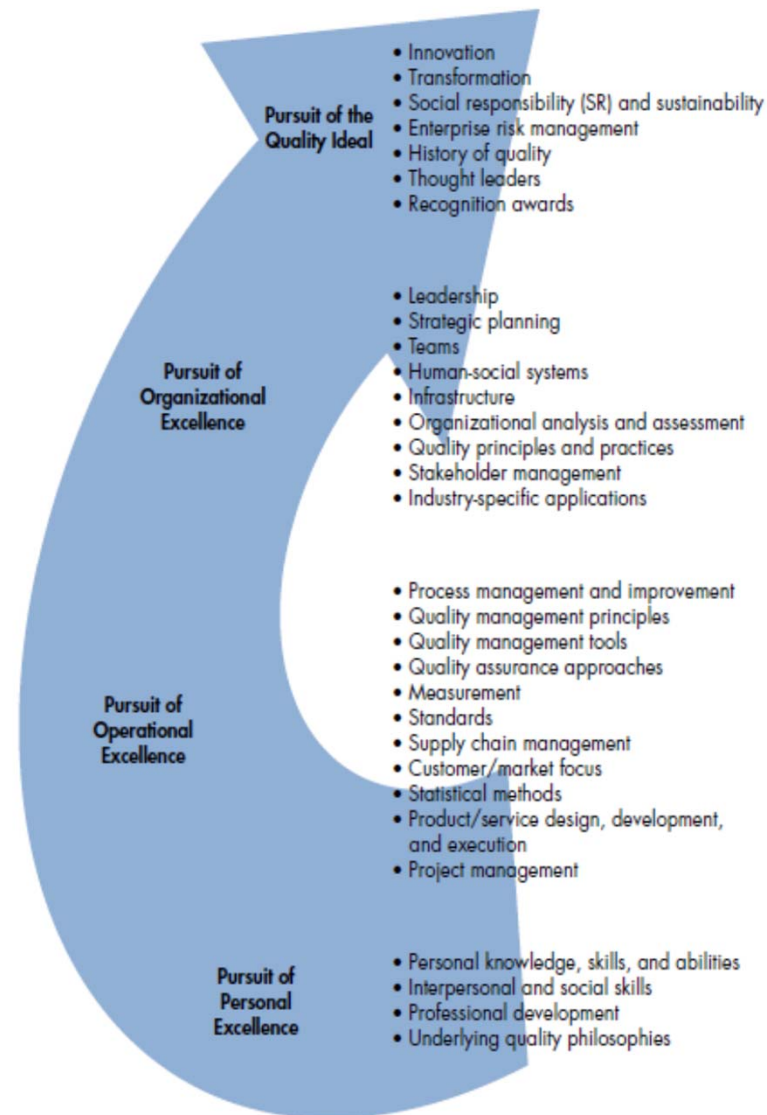 Pursuit of the
Quality Ideal
• Innovation
• Transformation
• Social responsibility (SR) and sustainability
• Enterprise risk management
• History of quality
• Thought leaders
• Recognition awards
Pursuit of
Organizational
Excellence
• Leadership
• Strategic planning
• Teams
• Human-social systems
• Infrastructure
• Organizational analysis and assessment
• Quality principles and practices
• Stakeholder management
• Industry-specific applications
Pursuit of
Operational
Excellence
• Process management and improvement
• Quality management principles
• Quality management tools
• Quality assurance approaches
• Measurement
• Standards
• Supply chain management
• Customer/market focus
• Statistical methods
• Product/service design, development,
and execution
• Project management
Pursuit of
Personal
Excellence
• Personal knowledge, skills, and abilities
• Interpersonal and social skills
• Professional development
• Underlying quality philosophies